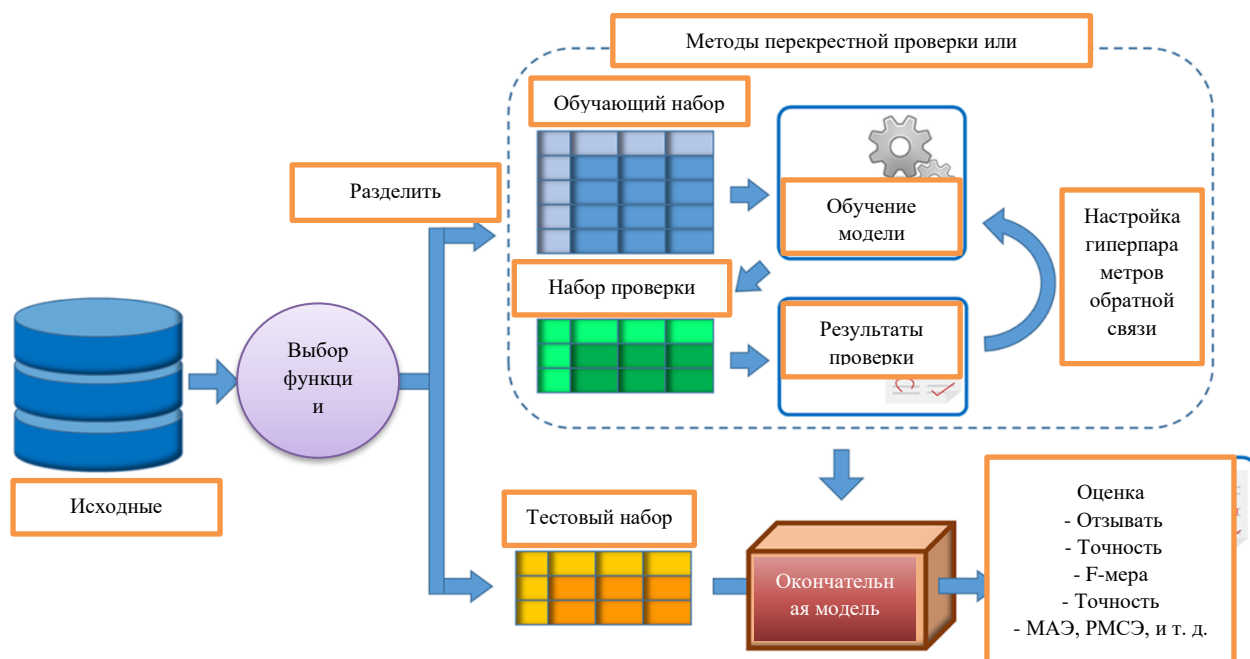 Методы перекрестной проверки или
Обучающий набор
Разделить
Обучение
модели
Настройка
гиперпара
метров
обратной
связи
Набор проверки
Результаты
проверки
Выбор
функци
и
Исходные
Тестовый набор
Окончательн
ая модель
Оценка
- Отзывать
- Точность
- F-мера
- Точность
- МАЭ, РМСЭ, и т. д.